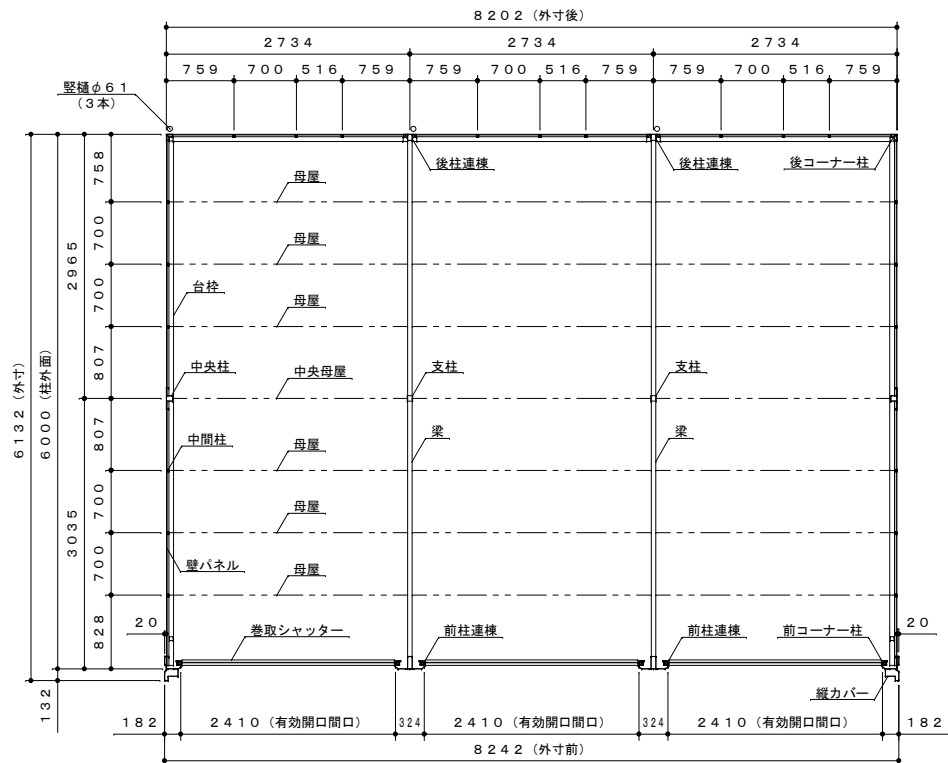 ８２０２（外寸後）
２７３４ ２７３４ ２７３４
７５９ ７００ ５１６ ７５９ ７５９ ７００ ５１６ ７５９ ７５９ ７００ ５１６ ７５９
竪樋φ６１
（３本）
後柱連棟 後柱連棟 後コーナー柱
７５８
母屋
７００
母屋
２９６５
７００
台枠 母屋
８０７
中央柱 中央母屋 支柱 支柱
６１３２（外寸）
６０００（柱外面）
８０７
中間柱 母屋 梁 梁
７００
母屋
３０３５
７００
壁パネル 母屋
８２８
２０ 巻取シャッター 前柱連棟 前柱連棟 前コーナー柱 ２０
縦カバー
１３２
１８２ ２４１０（有効開口間口） ３２４ ２４１０（有効開口間口） ３２４ ２４１０（有効開口間口） １８２
８２４２（外寸前）